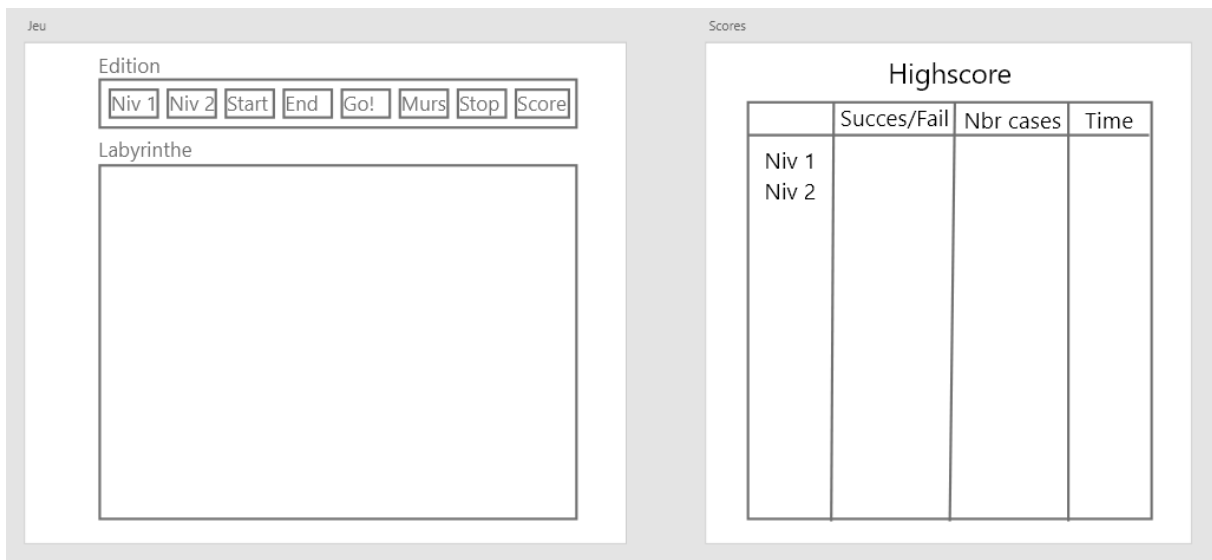 Jeu
Edition
Niv 1 Niv 2 Start End Go! Murs Stop Score
Labyrinthe
Scores
Highscore
Succes/Fail Nbr cases Time
Niv 1
Niv 2